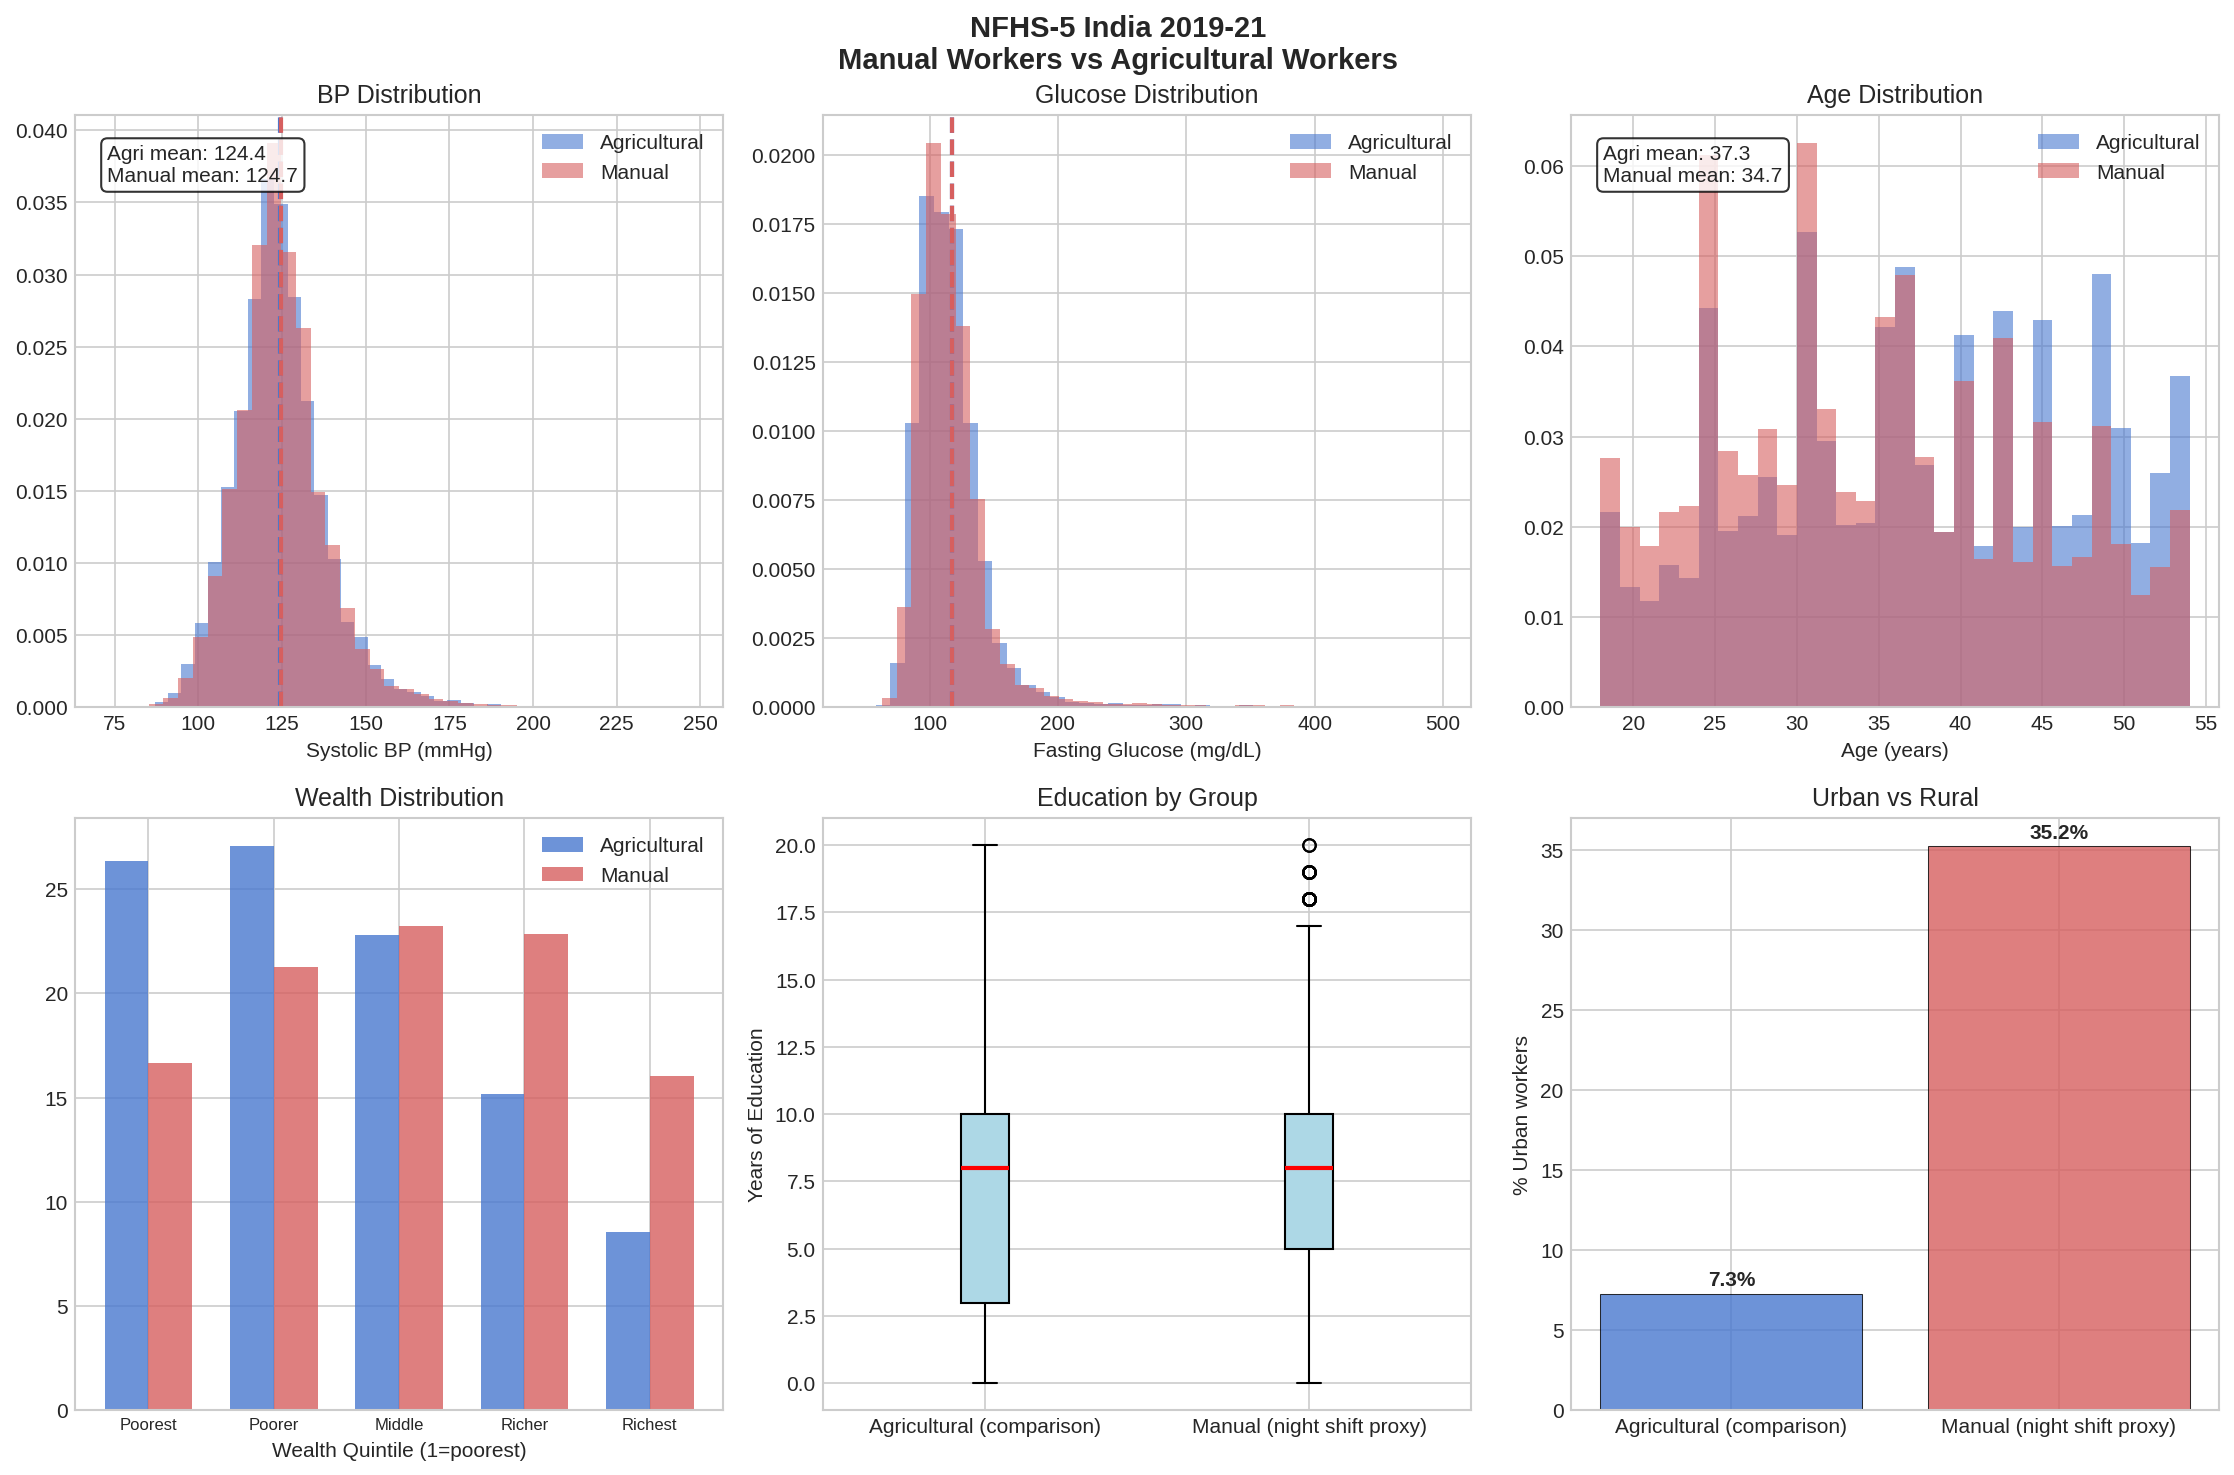 NFHS-5 India 2019-21
Manual Workers vs Agricultural Workers
BP Distribution
Agri mean: 124.4
Manual mean: 124.7
Agricultural
Manual
0.040
0.035
0.030
0.025
0.020
0.015
0.010
0.005
0.000
75 100 125 150 175 200 225 250
Systolic BP (mmHg)
Glucose Distribution
Agricultural
Manual
0.0200
0.0175
0.0150
0.0125
0.0100
0.0075
0.0050
0.0025
0.0000
100 200 300 400 500
Fasting Glucose (mg/dL)
Age Distribution
Agri mean: 37.3
Manual mean: 34.7
Agricultural
Manual
0.06
0.05
0.04
0.03
0.02
0.01
0.00
20 25 30 35 40 45 50 55
Age (years)
Wealth Distribution
Agricultural
Manual
25
20
15
10
5
0
Poorest Poorer Middle Richer Richest
Wealth Quintile (1=poorest)
Education by Group
Years of Education
20.0
17.5
15.0
12.5
10.0
7.5
5.0
2.5
0.0
Agricultural (comparison) Manual (night shift proxy)
Urban vs Rural
% Urban workers
35.2%
7.3%
35
30
25
20
15
10
5
0
Agricultural (comparison) Manual (night shift proxy)